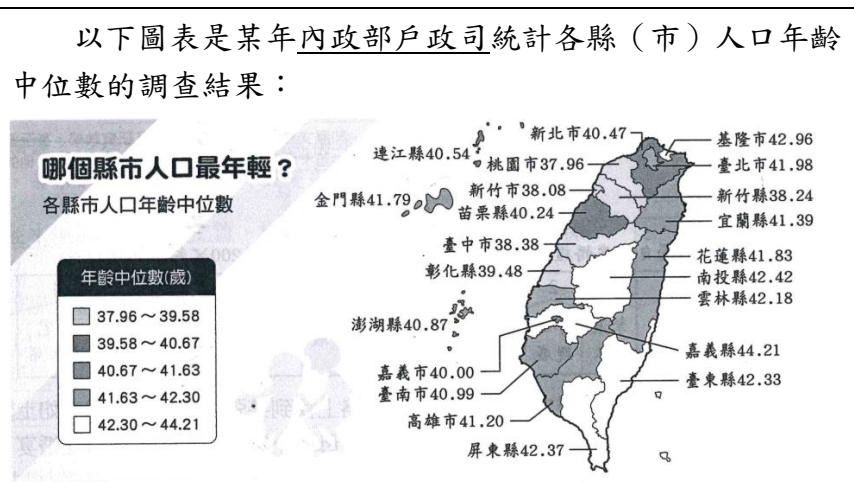 以下圖表是某年內政部戶政司統計各縣（市）人口年齡
中位數的調查結果：
哪個縣市人口最年輕？
各縣市人口年齡中位數
年齡中位數(歲)
37.96～39.58
39.58～40.67
40.67～41.63
41.63～42.30
42.30～44.21
連江縣40.54
金門縣41.79
澎湖縣40.87
新北市40.47
桃園市37.96
新竹市38.08
苗栗縣40.24
臺中市38.38
彰化縣39.48
嘉義市40.00
臺南市40.99
高雄市41.20
屏東縣42.37
基隆市42.96
臺北市41.98
新竹縣38.24
宜蘭縣41.39
花蓮縣41.83
南投縣42.42
雲林縣42.18
嘉義縣44.21
臺東縣42.33